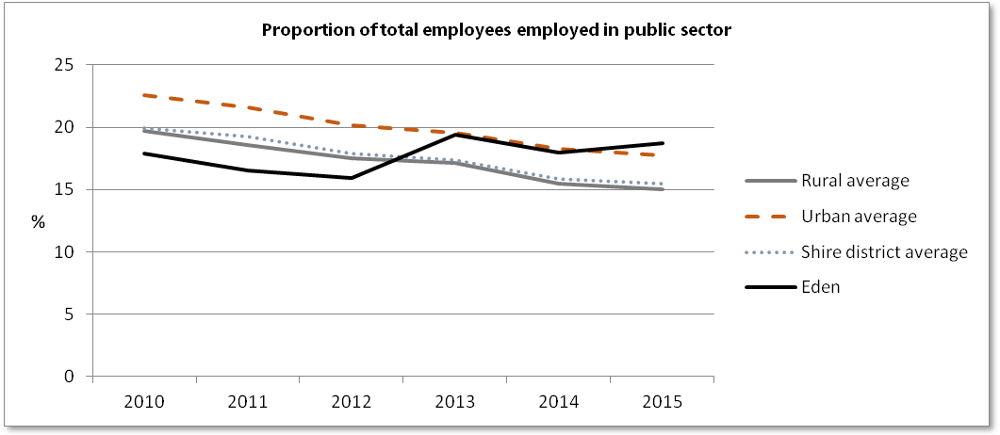 Proportion of total employees employed in public sector
25
20
15
10
5
0
%
2010 2011 2012 2013 2014 2015
Rural average
Urban average
Shire district average
Eden